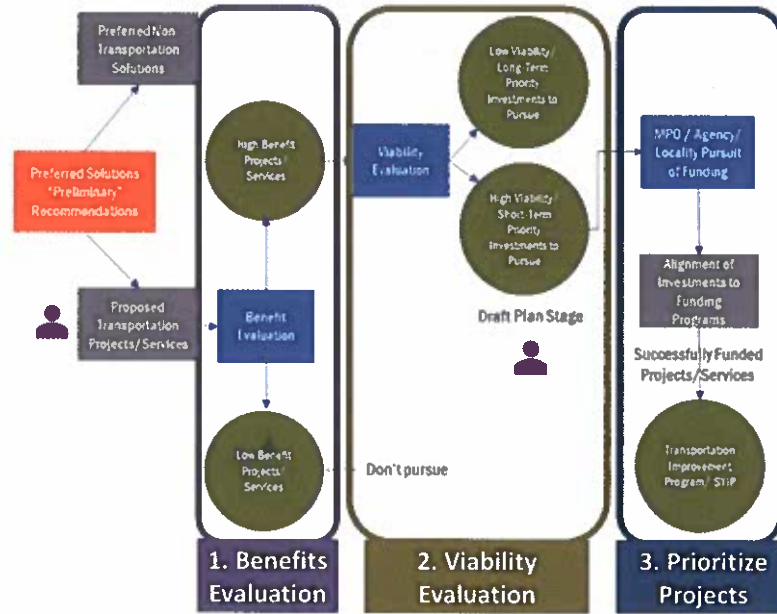 Preferred Non
Transportation
Solutions
Preferred Solutions
"Preliminary"
Recommendations
Proposed
Transportation
Projects/Services
High Benefit
Projects/
Services
Benefit
Evaluation
Low Benefit
Projects/
Services
Don't pursue
Viability
Evaluation
Low Viability/
Long-Term
Priority
Investments to
Pursue
High Viability/
Short-Term
Priority
Investments to
Pursue
Draft Plan Stage
MPO / Agency/
Locality Pursuit
of Funding
Alignment of
Investments to
Funding
Programs
Successfully Funded
Projects/Services
Transportation
Improvement
Program/ STIP
1. Benefits
Evaluation
2. Viability
Evaluation
3. Prioritize
Projects